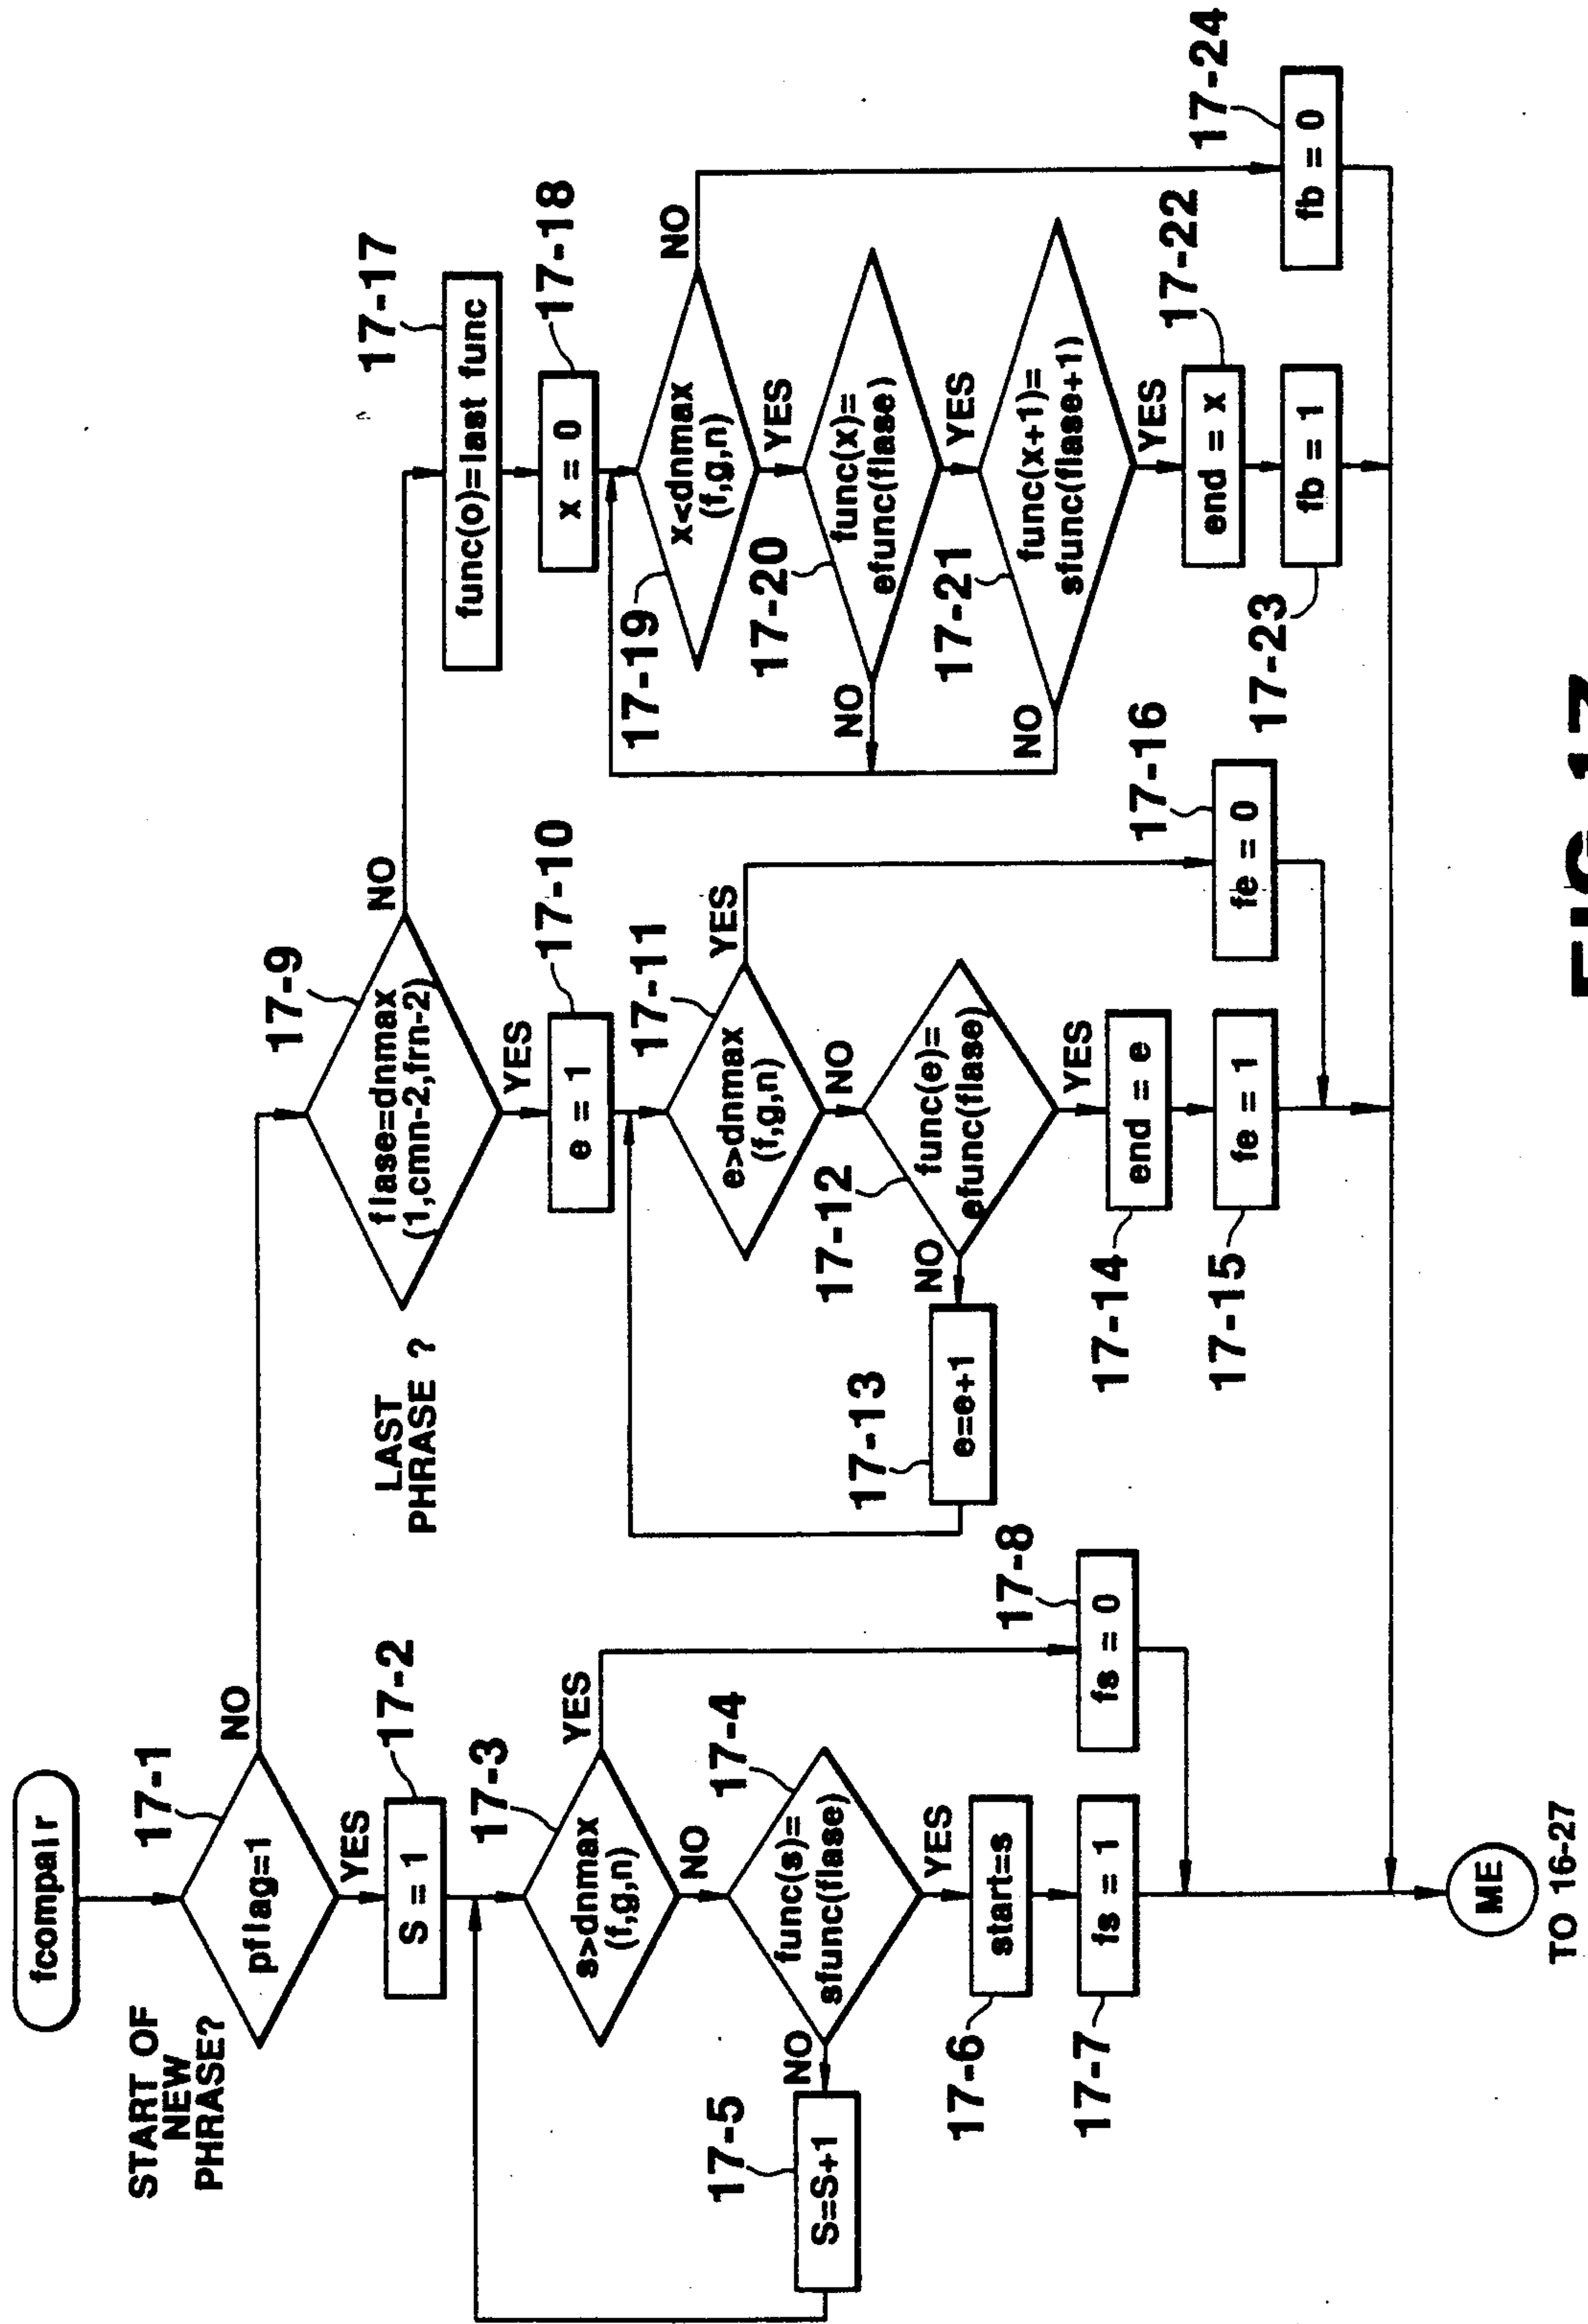 fcompair
START OF
NEW
PHRASE?
17-1
pflag=1
NO
YES
17-2
S = 1
17-3
s>dnmax
(f,g,n)
YES
NO
17-4
func(s)=
sfunc(flase)
NO
YES
17-5
S=S+1
17-6
start=s
17-7
fs = 1
17-8
fs = 0
LAST
PHRASE ?
17-9
flase=dnmax
(1,cmn-2,frn-2)
NO
YES
17-10
e = 1
17-11
e>dnmax
(f,g,n)
YES
NO
17-12
func(e)=
efunc(flase)
NO
YES
17-13
e=e+1
17-14
end = e
17-15
fe = 1
17-16
fe = 0
17-17
func(o)=last func
17-18
x = 0
17-19
x<dnmax
(f,g,n)
NO
YES
17-20
func(x)=
efunc(flase)
NO
YES
17-21
func(x+1)=
sfunc(flase+1)
NO
YES
17-22
end = x
17-23
fb = 1
17-24
fb = 0
ME
TO 16-27
FIG.17